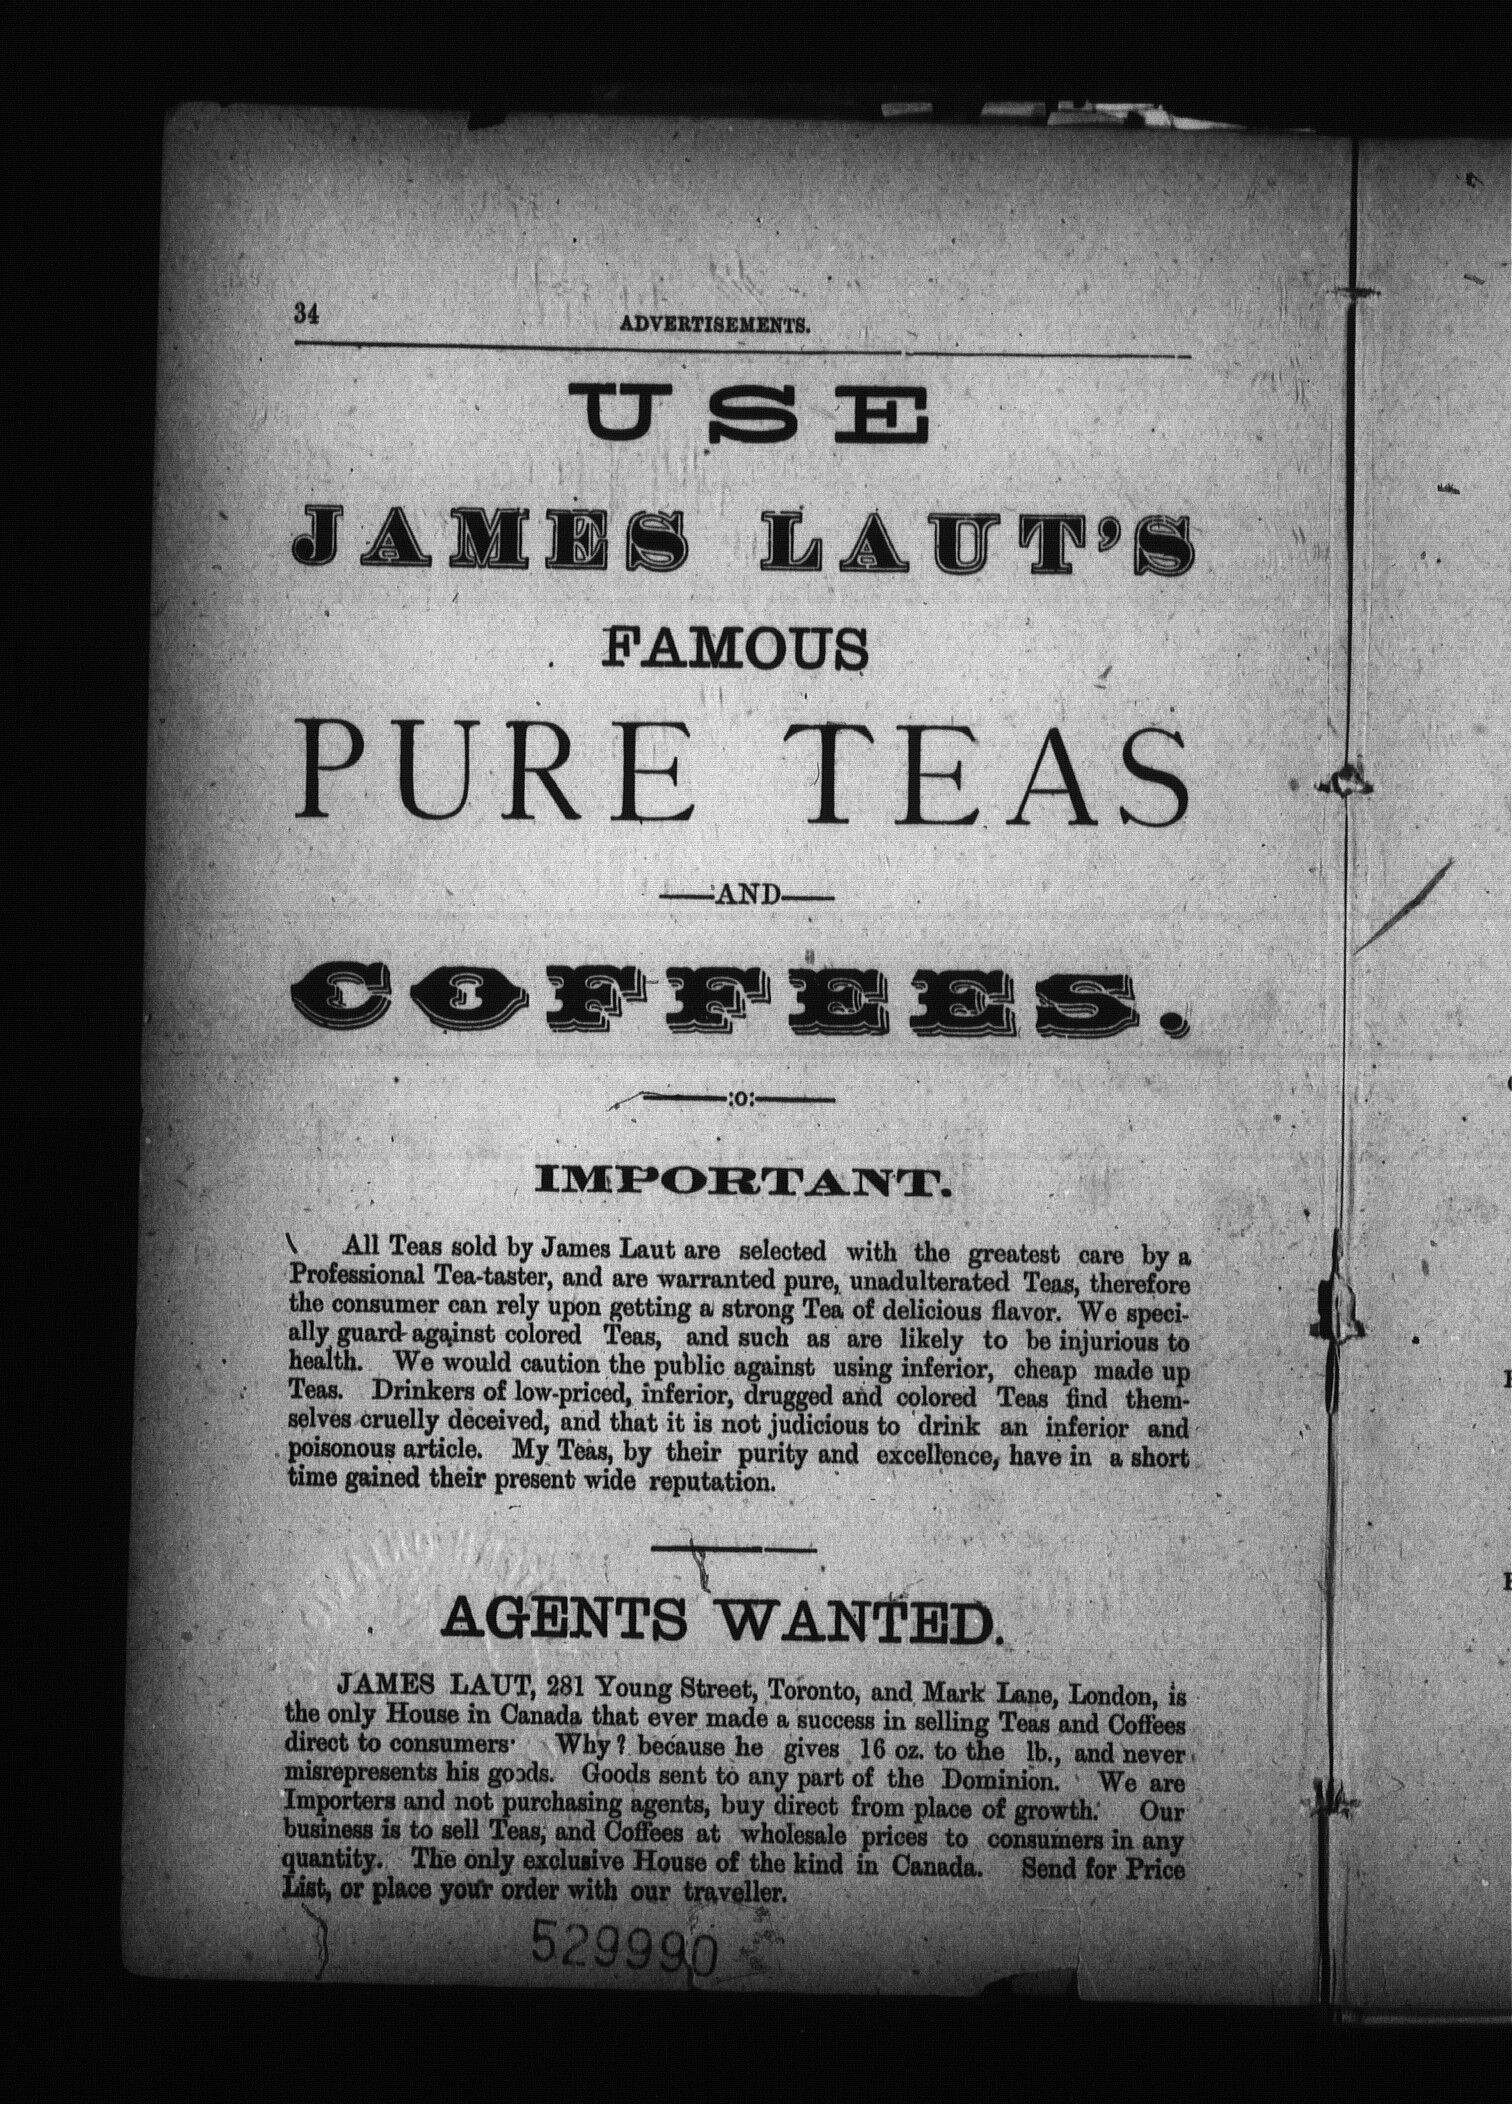 34
ADVERTISEMENTS.
USE
JAMES LAUT'S
FAMOUS
PURE TEAS
—AND—
COFFEES.
—:o:—
IMPORTANT.
All Teas sold by James Laut are selected with the greatest care by a
Professional Tea-taster, and are warranted pure, unadulterated Teas, therefore
the consumer can rely upon getting a strong Tea of delicious flavor. We speci-
ally guard against colored Teas, and such as are likely to be injurious to
health. We would caution the public against using inferior, cheap made up
Teas. Drinkers of low-priced, inferior, drugged and colored Teas find them-
selves cruelly deceived, and that it is not judicious to drink an inferior and
poisonous article. My Teas, by their purity and excellence, have in a short
time gained their present wide reputation.
AGENTS WANTED.
JAMES LAUT, 281 Young Street, Toronto, and Mark Lane, London, is
the only House in Canada that ever made a success in selling Teas and Coffees
direct to consumers· Why? because he gives 16 oz. to the lb., and never
misrepresents his goods. Goods sent to any part of the Dominion. We are
Importers and not purchasing agents, buy direct from place of growth. Our
business is to sell Teas, and Coffees at wholesale prices to consumers in any
quantity. The only exclusive House of the kind in Canada. Send for Price
List, or place your order with our traveller.
529990